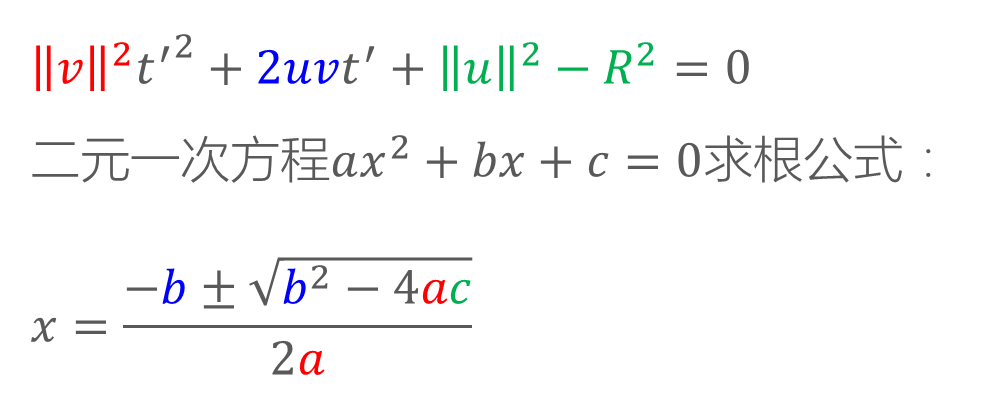 ‖v‖²t′² + 2uvt′ + ‖u‖² − R² = 0
二元一次方程ax² + bx + c = 0求根公式：
x = (−b ± √(b² − 4ac)) / 2a